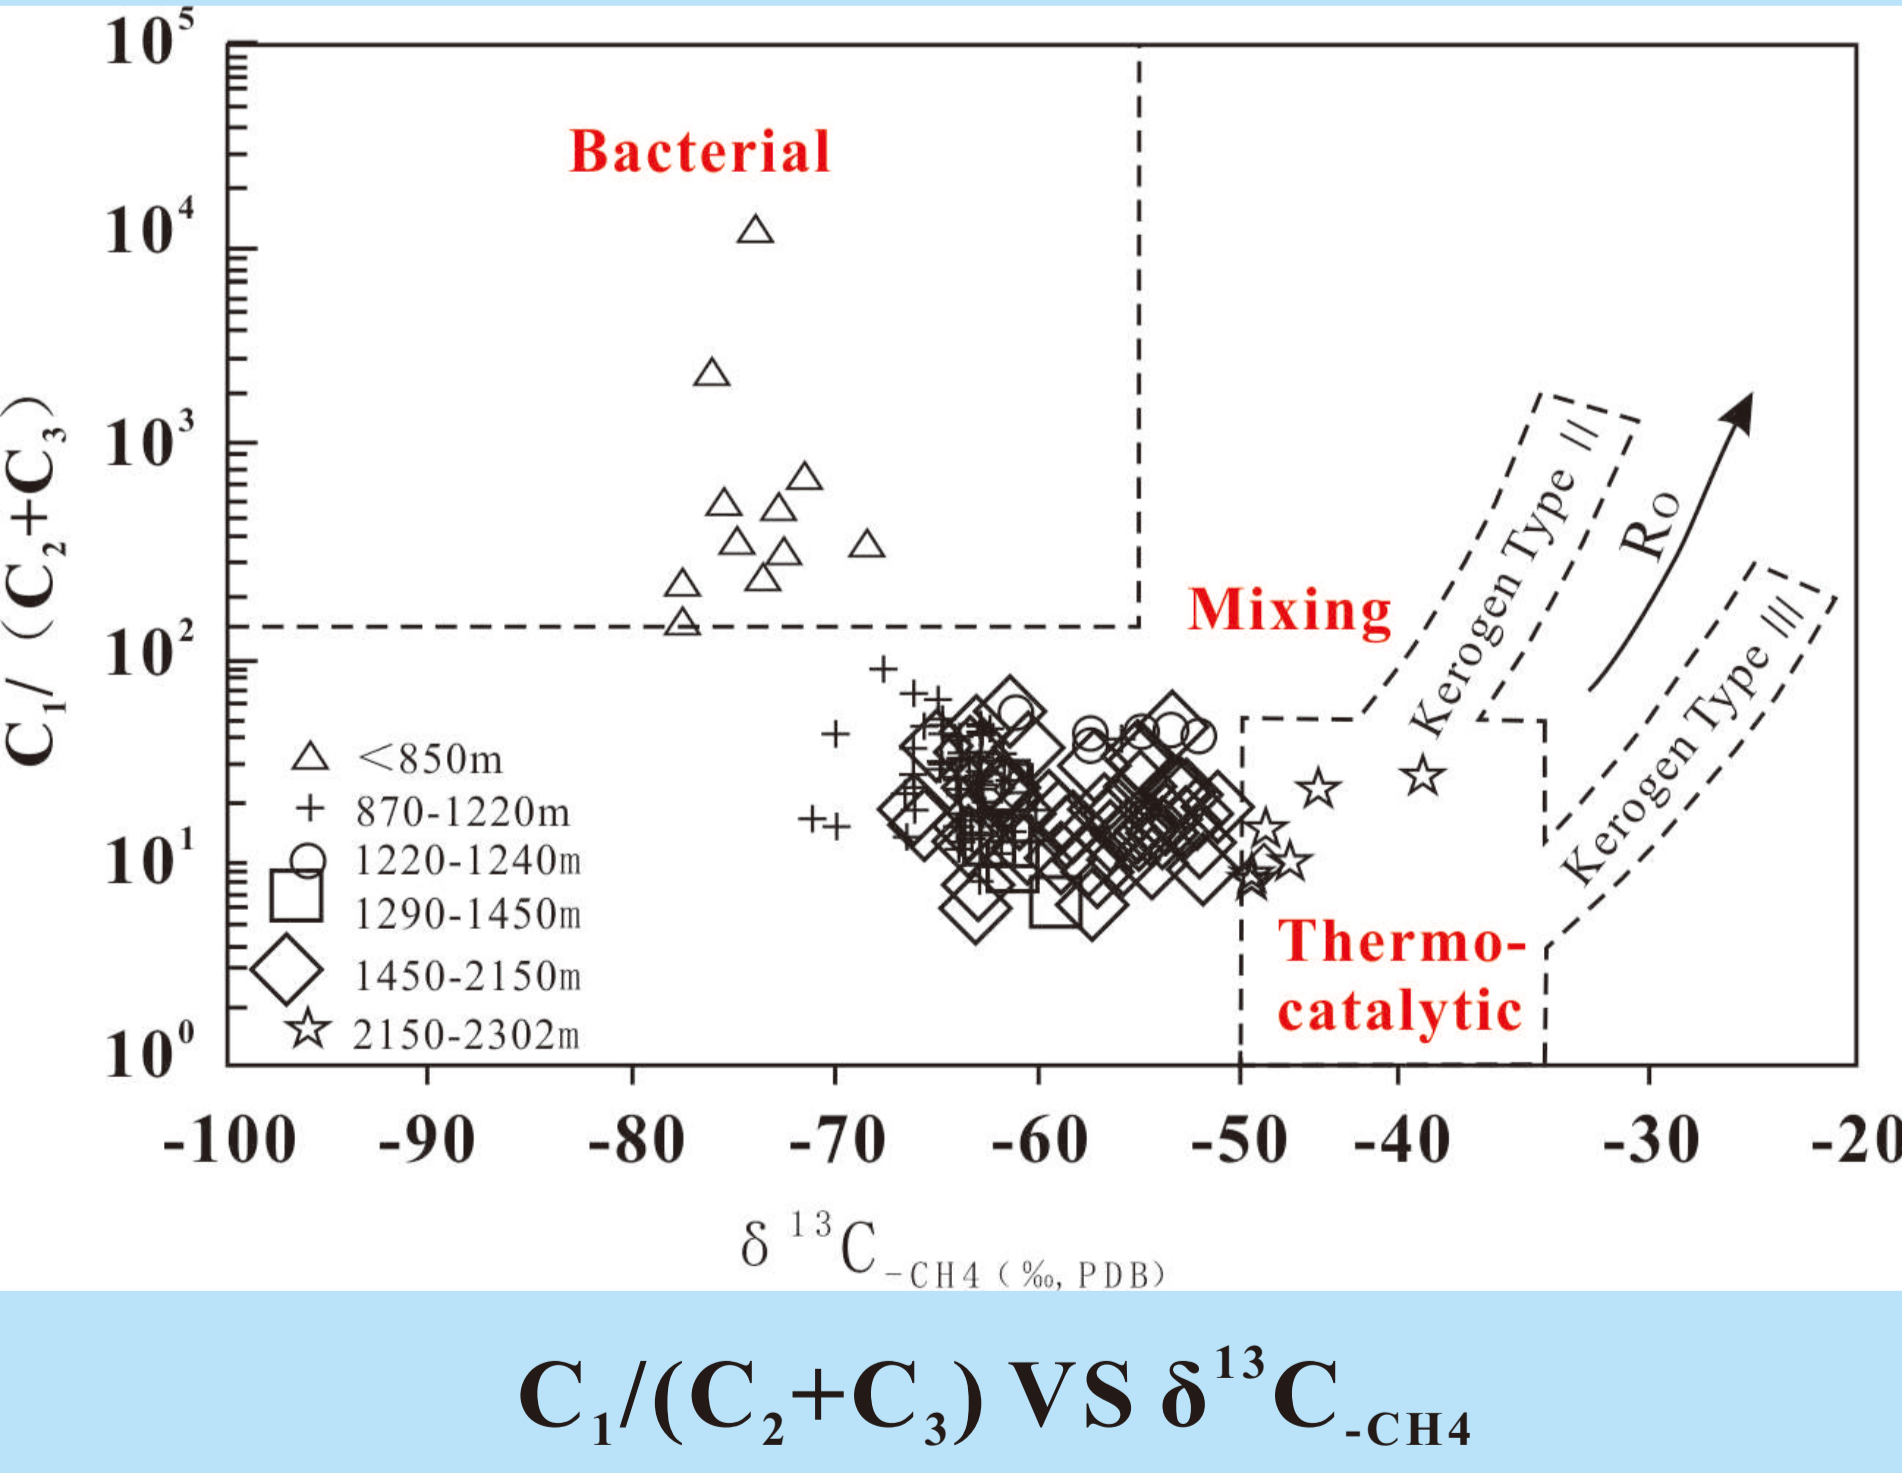 10⁵
10⁴
10³
10²
10¹
10⁰
C₁/（C₂+C₃）
Bacterial
Mixing
Thermo-
catalytic
Kerogen Type II
Ro
Kerogen Type III
<850m
870-1220m
1220-1240m
1290-1450m
1450-2150m
2150-2302m
-100 -90 -80 -70 -60 -50 -40 -30 -20
δ ¹³C₋CH4（‰, PDB）
C₁/(C₂+C₃) VS δ¹³C-CH4